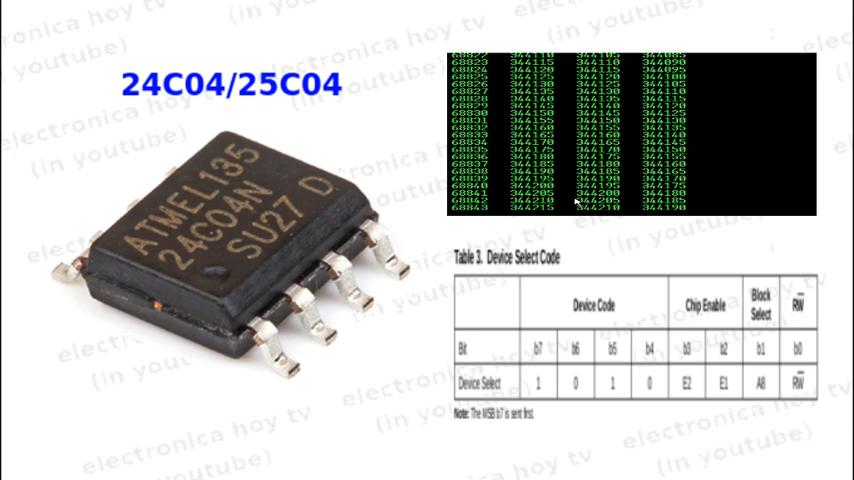 24C04/25C04
ATMEL135
24C04N
SU27 D
68823 344115 344110 344090
68824 344120 344115 344095
68825 344125 344120 344100
68826 344130 344125 344105
68827 344135 344130 344110
68828 344140 344135 344115
68829 344145 344140 344120
68830 344150 344145 344125
68831 344155 344150 344130
68832 344160 344155 344135
68833 344165 344160 344140
68834 344170 344165 344145
68835 344175 344170 344150
68836 344180 344175 344155
68837 344185 344180 344160
68838 344190 344185 344165
68839 344195 344190 344170
68840 344200 344195 344175
68841 344205 344200 344180
68842 344210 344205 344185
68843 344215 344210 344190
Table 3. Device Select Code
Device Code Chip Enable Block Select RW
Bit b7 b6 b5 b4 b3 b2 b1 b0
Device Select 1 0 1 0 E2 E1 A8 RW
Note: The MSB b7 is sent first.
electronica hoy tv
(in youtube)